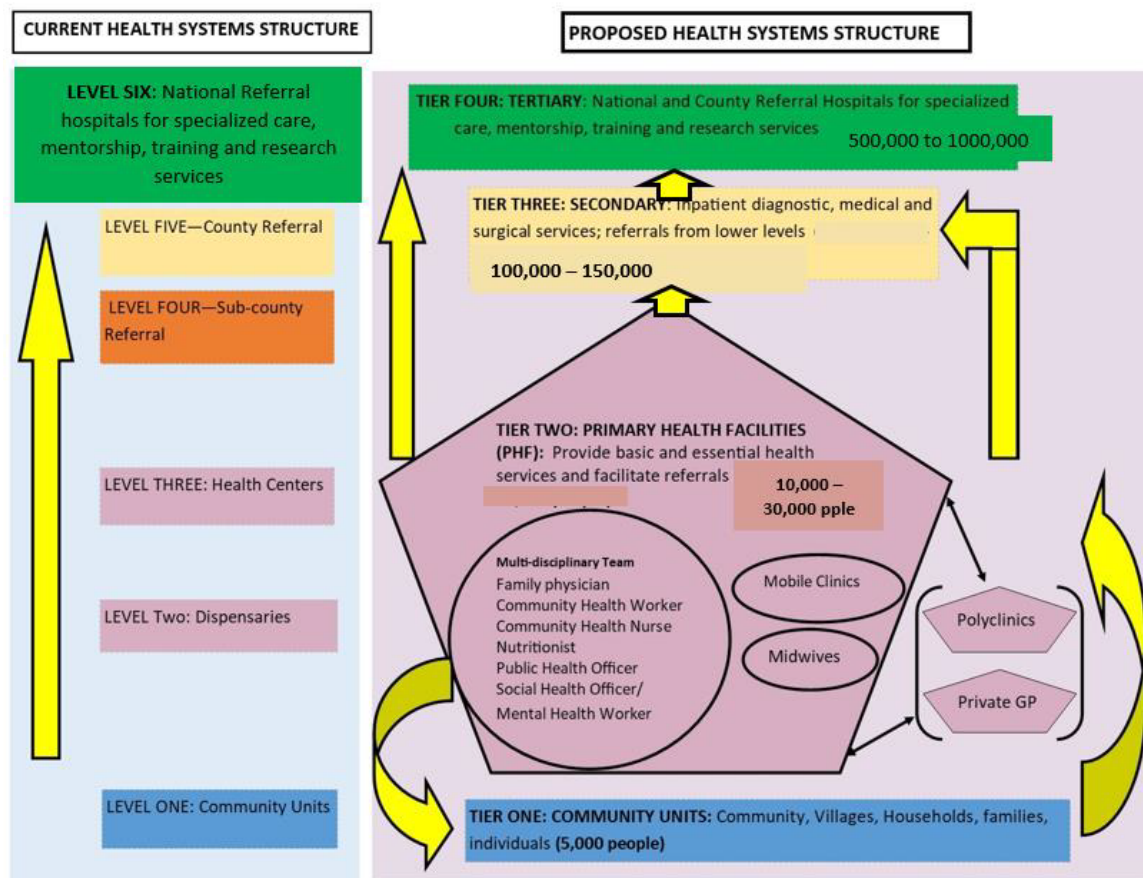 CURRENT HEALTH SYSTEMS STRUCTURE
LEVEL SIX: National Referral
hospitals for specialized care,
mentorship, training and research
services
LEVEL FIVE—County Referral
LEVEL FOUR—Sub-county
Referral
LEVEL THREE: Health Centers
LEVEL Two: Dispensaries
LEVEL ONE: Community Units
PROPOSED HEALTH SYSTEMS STRUCTURE
TIER FOUR: TERTIARY: National and County Referral Hospitals for specialized
care, mentorship, training and research services
500,000 to 1000,000
TIER THREE: SECONDARY: Inpatient diagnostic, medical and
surgical services; referrals from lower levels
100,000 – 150,000
TIER TWO: PRIMARY HEALTH FACILITIES
(PHF): Provide basic and essential health
services and facilitate referrals
10,000 –
30,000 pple
Multi-disciplinary Team
Family physician
Community Health Worker
Community Health Nurse
Nutritionist
Public Health Officer
Social Health Officer/
Mental Health Worker
Mobile Clinics
Midwives
Polyclinics
Private GP
TIER ONE: COMMUNITY UNITS: Community, Villages, Households, families,
individuals (5,000 people)